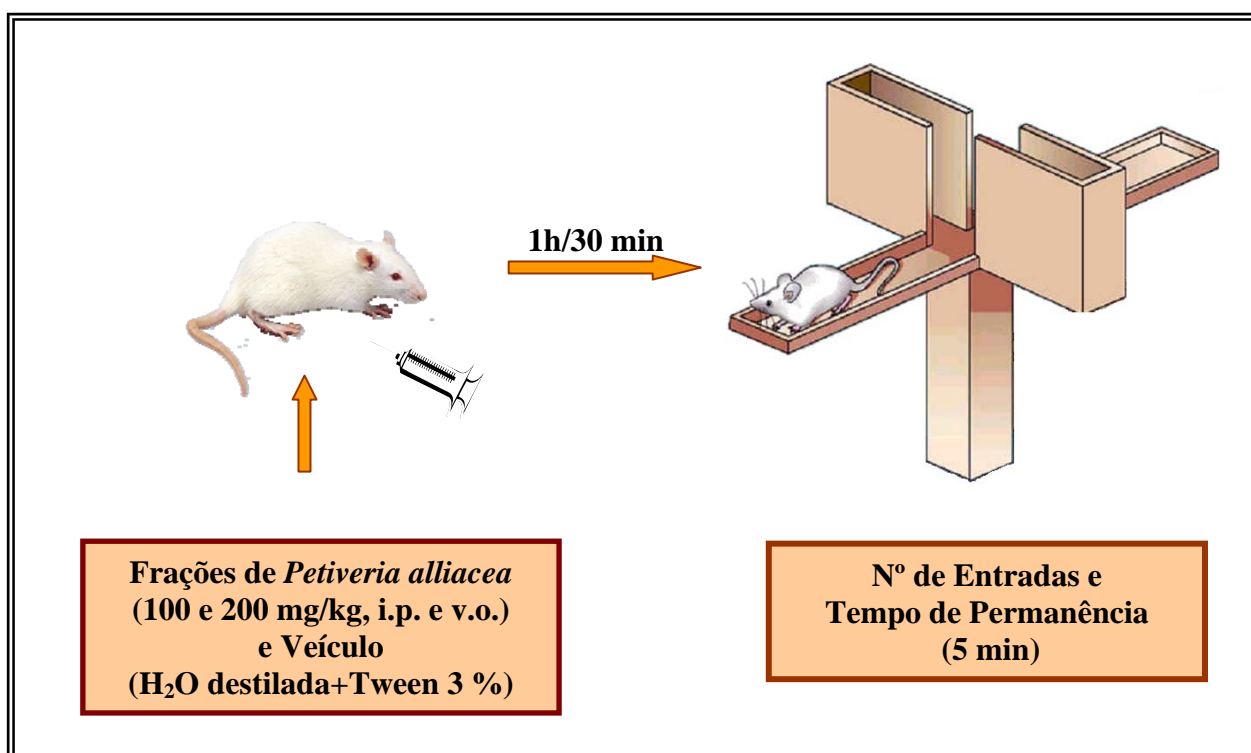 1h/30 min
Frações de Petiveria alliacea
(100 e 200 mg/kg, i.p. e v.o.)
e Veículo
(H₂O destilada+Tween 3 %)
Nº de Entradas e
Tempo de Permanência
(5 min)